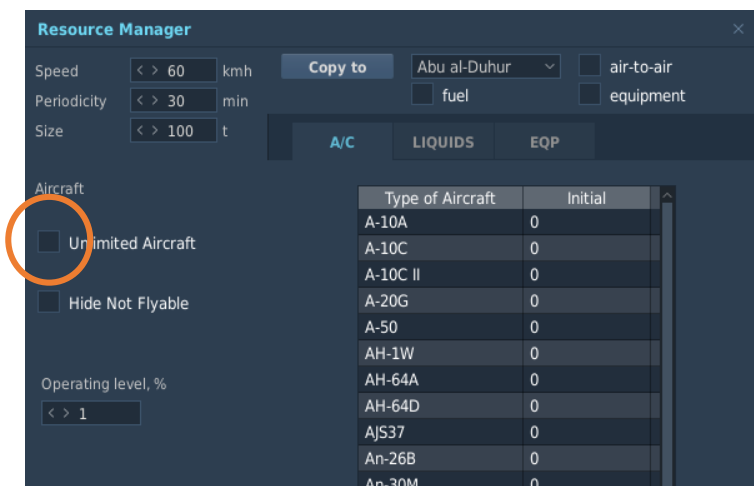 Resource Manager
Speed < > 60 kmh Copy to Abu al-Duhur air-to-air
Periodicity < > 30 min fuel equipment
Size < > 100 t
A/C LIQUIDS EQP
Aircraft
Type of Aircraft Initial
A-10A 0
Unlimited Aircraft A-10C 0
A-10C II 0
Hide Not Flyable A-20G 0
A-50 0
AH-1W 0
Operating level, % AH-64A 0
< > 1 AH-64D 0
AJS37 0
An-26B 0
An-30M 0